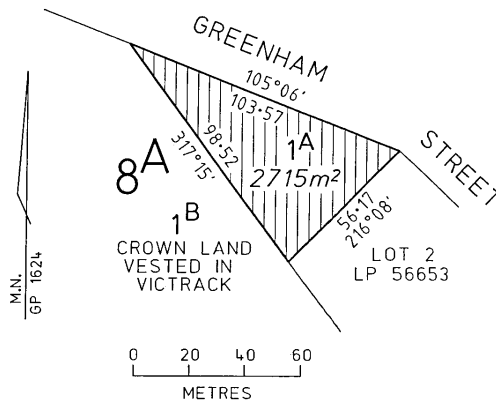 GREENHAM
STREET
105°06′
103·57
98·52
317°15′
1A
2715m²
56·17
216°08′
8A
1B
CROWN LAND
VESTED IN
VICTRACK
LOT 2
LP 56653
M.N.
GP 1624
0 20 40 60
METRES